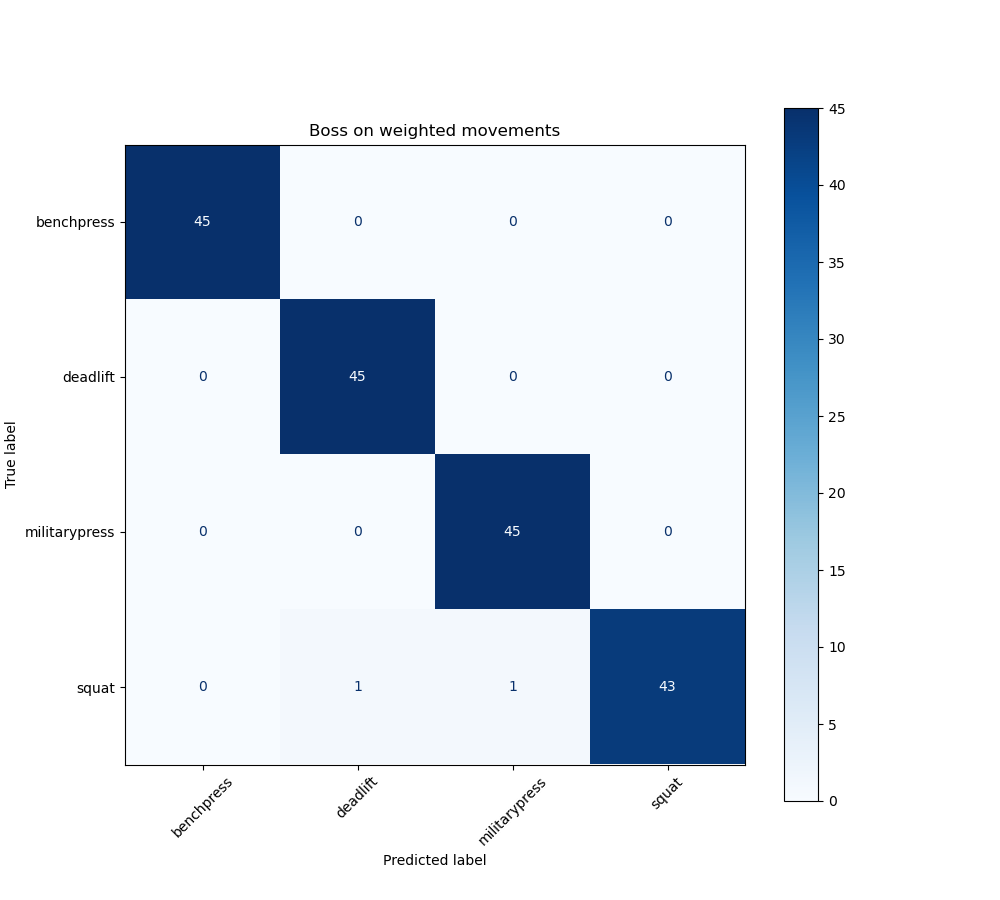 Boss on weighted movements
True label
benchpress 45 0 0 0
deadlift 0 45 0 0
militarypress 0 0 45 0
squat 0 1 1 43
benchpress deadlift militarypress squat
Predicted label
45
40
35
30
25
20
15
10
5
0